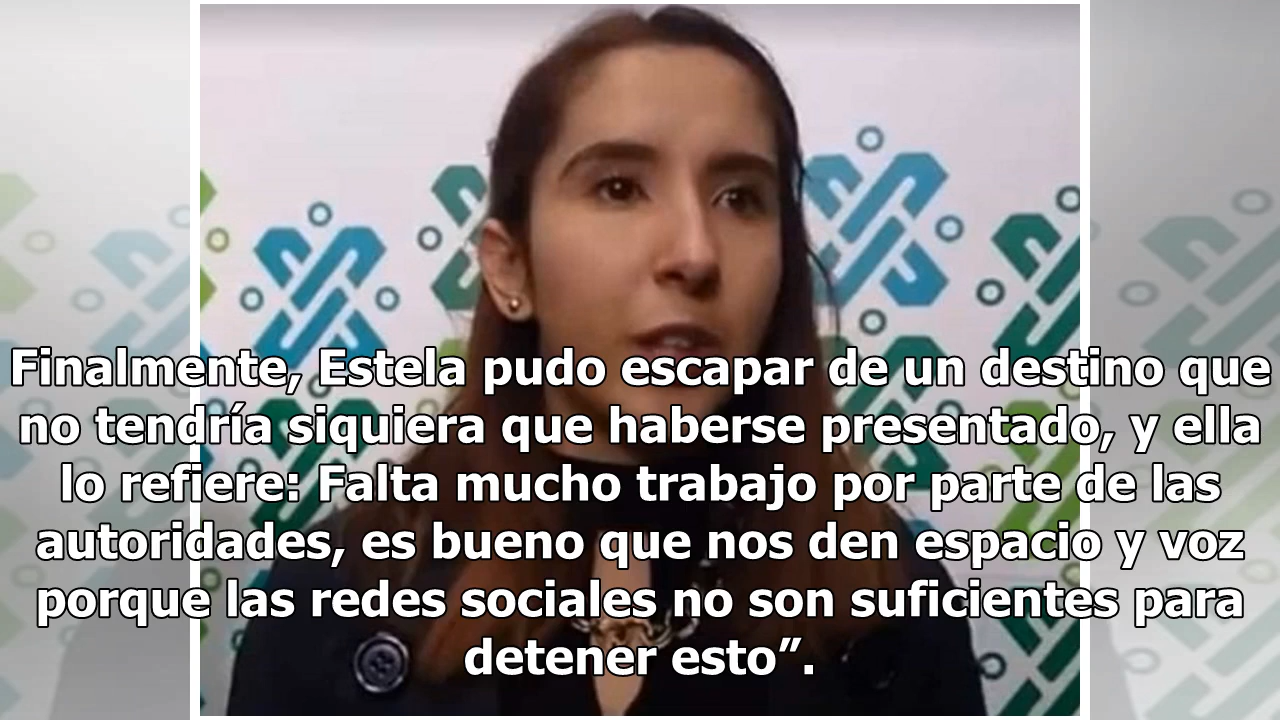 Finalmente, Estela pudo escapar de un destino que
no tendría siquiera que haberse presentado, y ella
lo refiere: Falta mucho trabajo por parte de las
autoridades, es bueno que nos den espacio y voz
porque las redes sociales no son suficientes para
detener esto”.